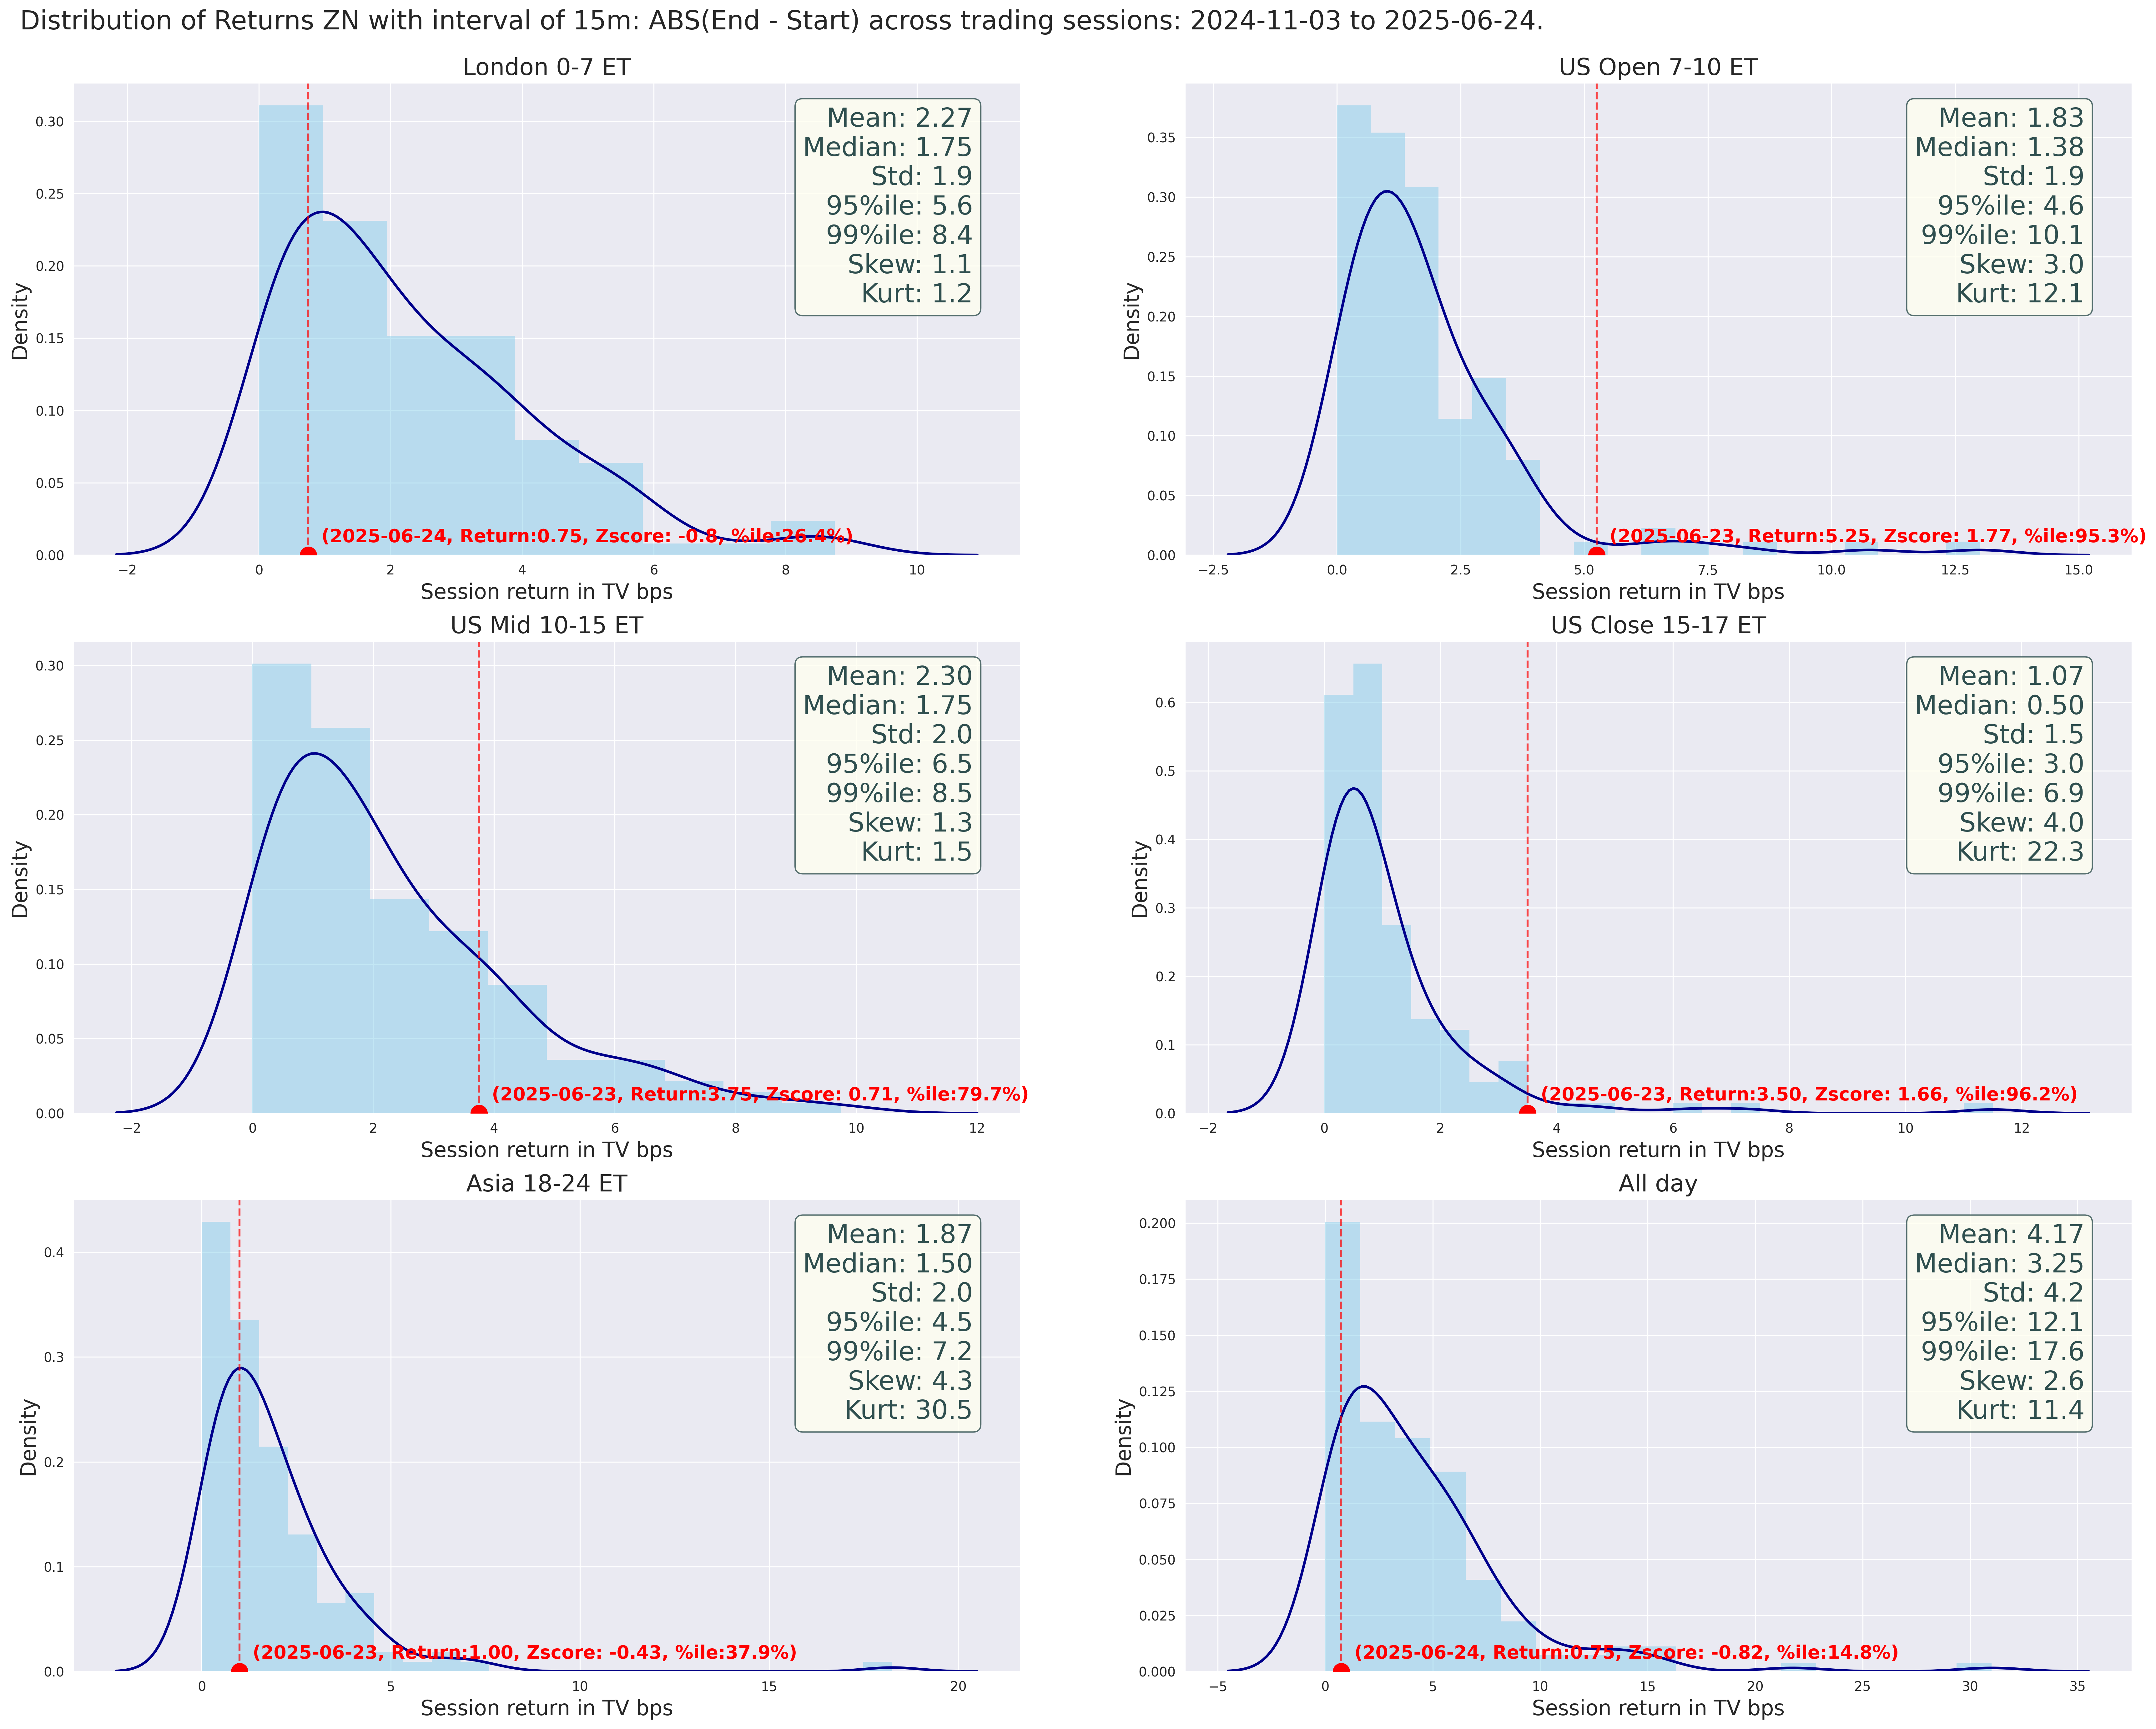 Distribution of Returns ZN with interval of 15m: ABS(End - Start) across trading sessions: 2024-11-03 to 2025-06-24.
London 0-7 ET
Density
0.30
0.25
0.20
0.15
0.10
0.05
0.00
Mean: 2.27
Median: 1.75
Std: 1.9
95%ile: 5.6
99%ile: 8.4
Skew: 1.1
Kurt: 1.2
(2025-06-24, Return:0.75, Zscore: -0.8, %ile:26.4%)
−2 0 2 4 6 8 10
Session return in TV bps
US Open 7-10 ET
Density
0.35
0.30
0.25
0.20
0.15
0.10
0.05
0.00
Mean: 1.83
Median: 1.38
Std: 1.9
95%ile: 4.6
99%ile: 10.1
Skew: 3.0
Kurt: 12.1
(2025-06-23, Return:5.25, Zscore: 1.77, %ile:95.3%)
−2.5 0.0 2.5 5.0 7.5 10.0 12.5 15.0
Session return in TV bps
US Mid 10-15 ET
Density
0.30
0.25
0.20
0.15
0.10
0.05
0.00
Mean: 2.30
Median: 1.75
Std: 2.0
95%ile: 6.5
99%ile: 8.5
Skew: 1.3
Kurt: 1.5
(2025-06-23, Return:3.75, Zscore: 0.71, %ile:79.7%)
−2 0 2 4 6 8 10 12
Session return in TV bps
US Close 15-17 ET
Density
0.6
0.5
0.4
0.3
0.2
0.1
0.0
Mean: 1.07
Median: 0.50
Std: 1.5
95%ile: 3.0
99%ile: 6.9
Skew: 4.0
Kurt: 22.3
(2025-06-23, Return:3.50, Zscore: 1.66, %ile:96.2%)
−2 0 2 4 6 8 10 12
Session return in TV bps
Asia 18-24 ET
Density
0.4
0.3
0.2
0.1
0.0
Mean: 1.87
Median: 1.50
Std: 2.0
95%ile: 4.5
99%ile: 7.2
Skew: 4.3
Kurt: 30.5
(2025-06-23, Return:1.00, Zscore: -0.43, %ile:37.9%)
0 5 10 15 20
Session return in TV bps
All day
Density
0.200
0.175
0.150
0.125
0.100
0.075
0.050
0.025
0.000
Mean: 4.17
Median: 3.25
Std: 4.2
95%ile: 12.1
99%ile: 17.6
Skew: 2.6
Kurt: 11.4
(2025-06-24, Return:0.75, Zscore: -0.82, %ile:14.8%)
−5 0 5 10 15 20 25 30 35
Session return in TV bps